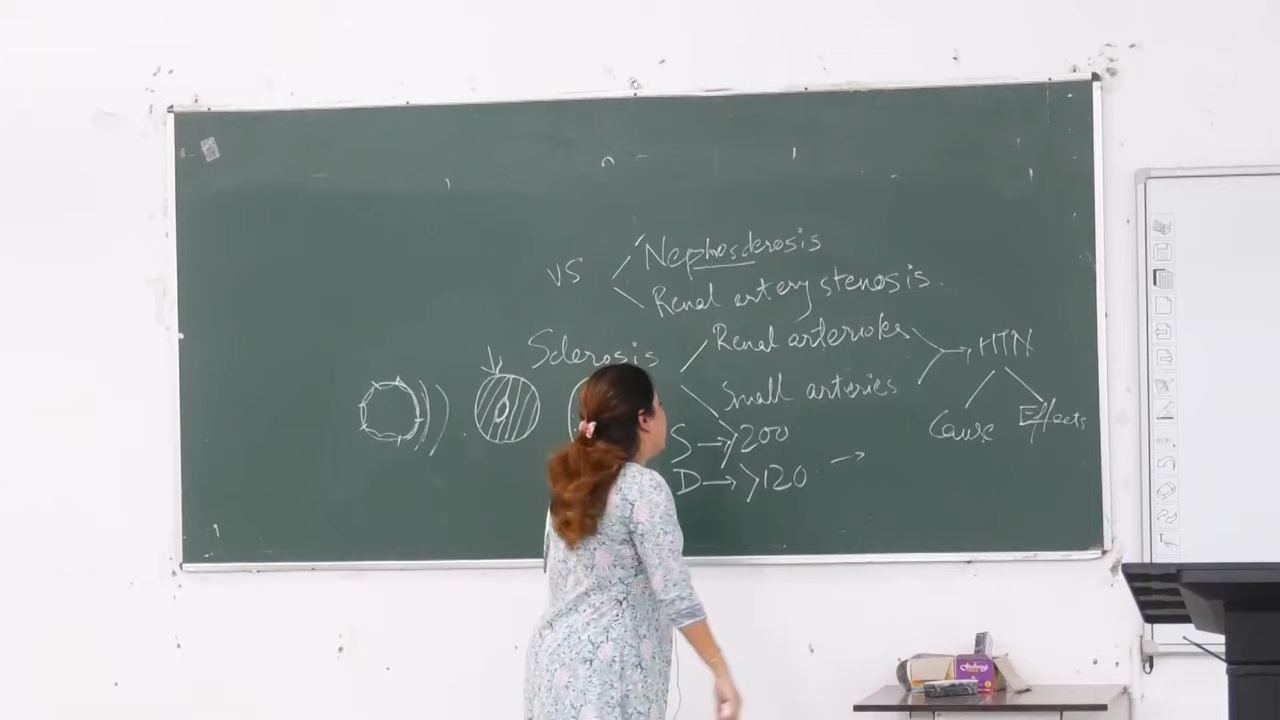 Nephrosclerosis
VS
Renal artery stenosis.
Renal arterioles
HTN
Sclerosis
Small arteries
Cause Effects
S → >200
D → >120 →